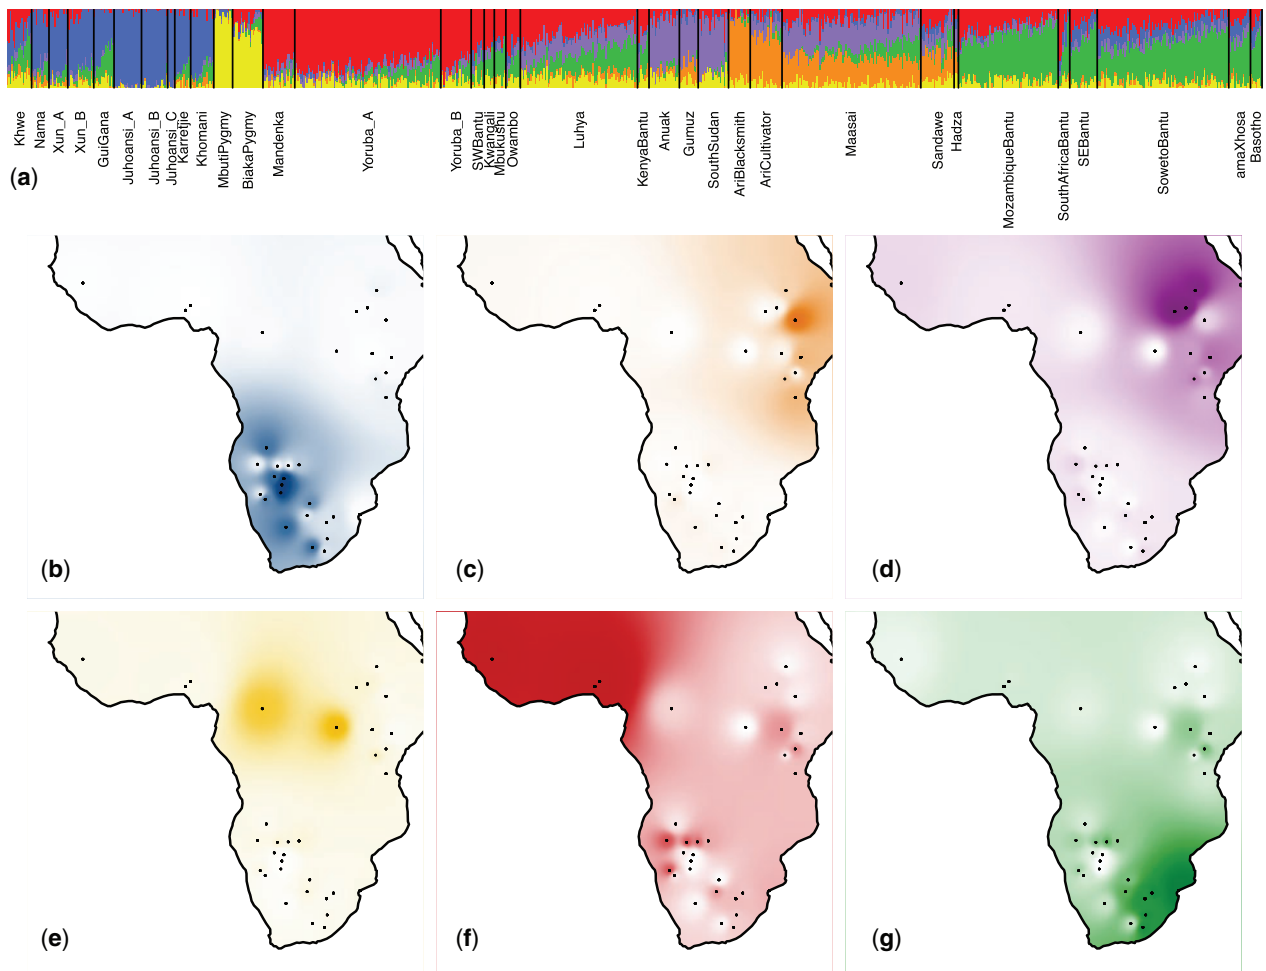 Khwe
Nama
Xun_A
Xun_B
GuiGana
Juhoansi_A
Juhoansi_B
Juhoansi_C
Karretjie
Khomani
MbutiPygmy
BiakaPygmy
Mandenka
Yoruba_A
Yoruba_B
SWBantu
Kwangali
Mbukushu
Owambo
Luhya
KenyaBantu
Anuak
Gumuz
SouthSudan
AriBlacksmith
AriCultivator
Maasai
Sandawe
Hadza
MozambiqueBantu
SouthAfricaBantu
SEBantu
SowetoBantu
amaXhosa
Basotho
(a)
(b)
(c)
(d)
(e)
(f)
(g)